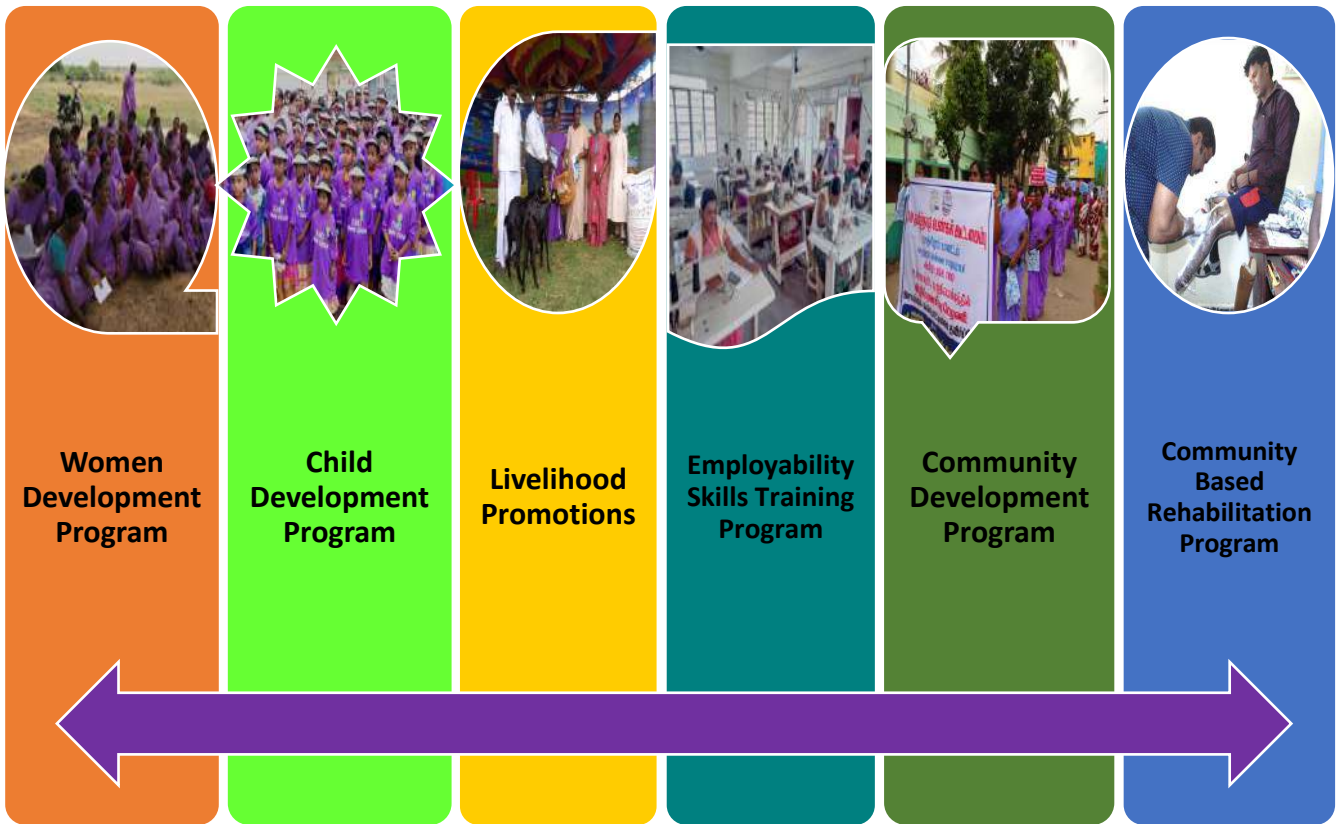 Women
Development
Program
Child
Development
Program
Livelihood
Promotions
Employability
Skills Training
Program
Community
Development
Program
Community
Based
Rehabilitation
Program